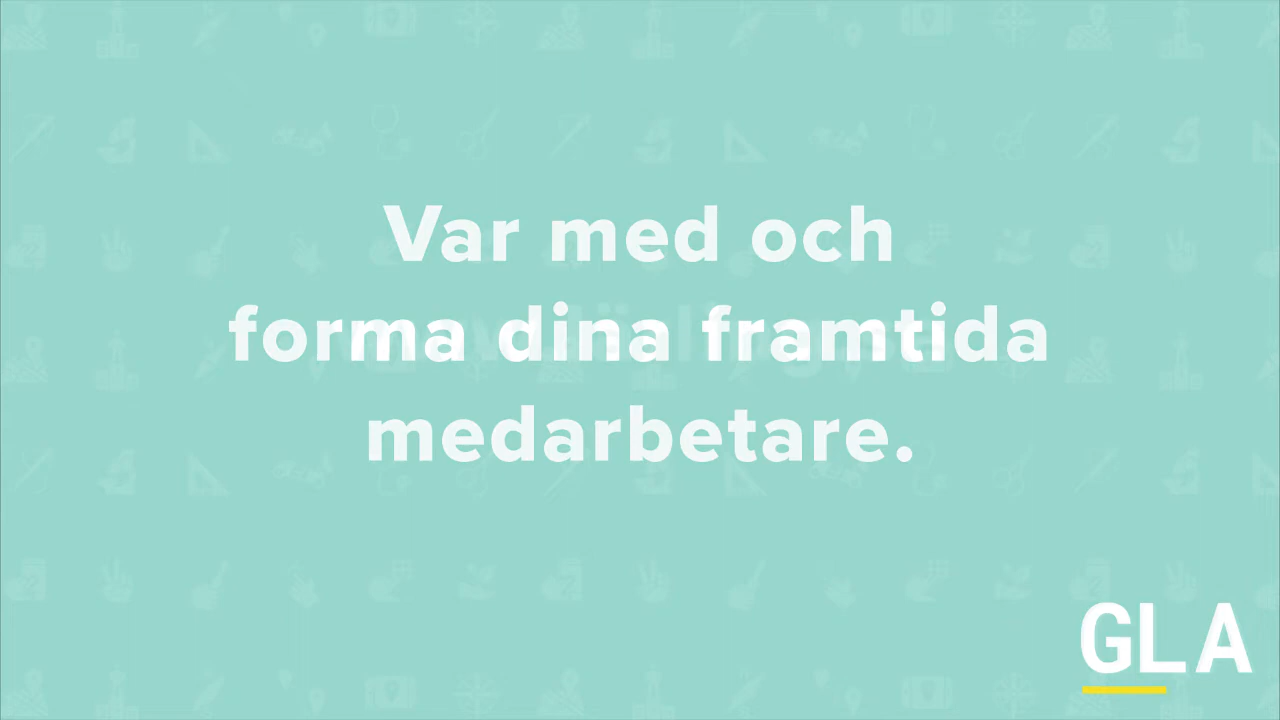 Var med och
forma dina framtida
medarbetare.
GLA